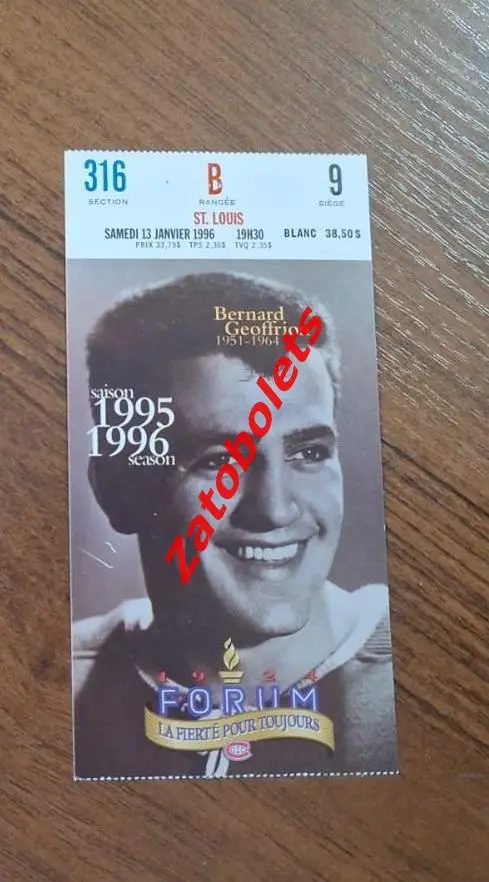 316 B 9
SECTION RANGÉE SIÈGE
ST. LOUIS
SAMEDI 13 JANVIER 1996 19H30 BLANC 38,50$
PRIX 33,79$ TPS 2,36$ TVQ 2,35$
Bernard
Geoffrion
1951-1964
saison
1995
1996
season
Zatobolets
1924
FORUM
LA FIERTÉ POUR TOUJOURS